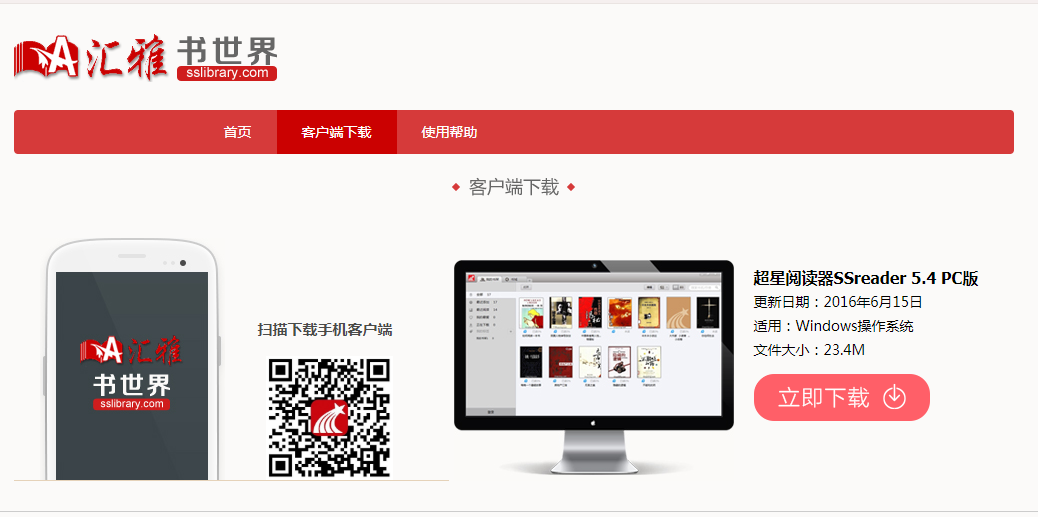 汇雅 书世界
sslibrary.com
首页 客户端下载 使用帮助
客户端下载
汇雅
书世界
sslibrary.com
扫描下载手机客户端
超星阅读器SSreader 5.4 PC版
更新日期：2016年6月15日
适用：Windows操作系统
文件大小：23.4M
立即下载